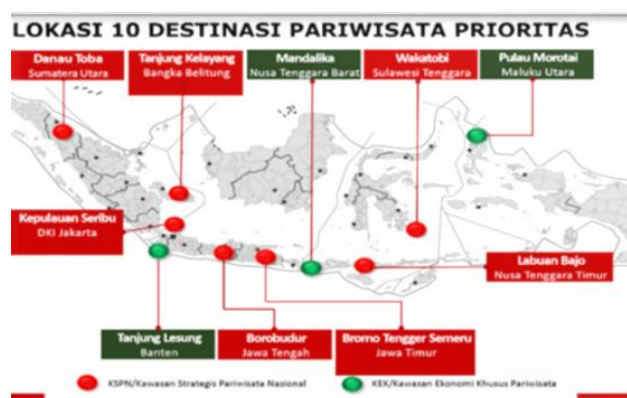 LOKASI 10 DESTINASI PARIWISATA PRIORITAS
Danau Toba
Sumatera Utara
Tanjung Kelayang
Bangka Belitung
Mandalika
Nusa Tenggara Barat
Wakatobi
Sulawesi Tenggara
Pulau Morotai
Maluku Utara
Kepulauan Seribu
DKI Jakarta
Labuan Bajo
Nusa Tenggara Timur
Tanjung Lesung
Banten
Borobudur
Jawa Tengah
Bromo Tengger Semeru
Jawa Timur
KSPN/Kawasan Strategis Pariwisata Nasional
KEK/Kawasan Ekonomi Khusus Pariwisata